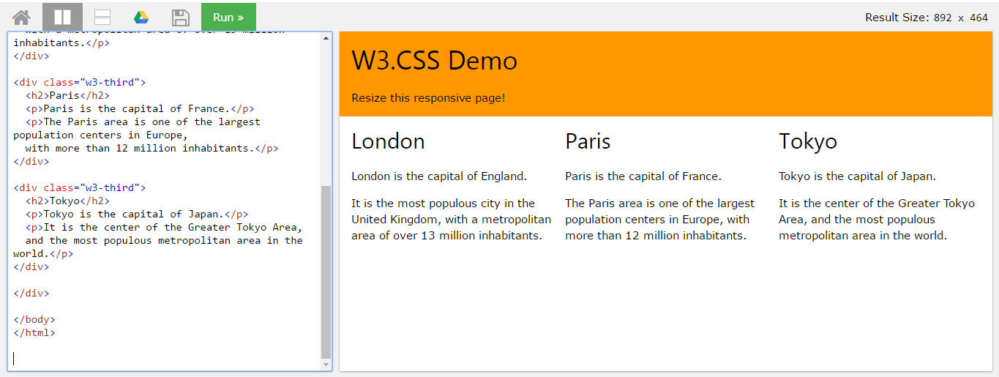 Run »
Result Size: 892 x 464
with a metropolitan area of over 13 million
inhabitants.</p>
</div>
<div class="w3-third">
<h2>Paris</h2>
<p>Paris is the capital of France.</p>
<p>The Paris area is one of the largest
population centers in Europe,
with more than 12 million inhabitants.</p>
</div>
<div class="w3-third">
<h2>Tokyo</h2>
<p>Tokyo is the capital of Japan.</p>
<p>It is the center of the Greater Tokyo Area,
and the most populous metropolitan area in the
world.</p>
</div>
</div>
</body>
</html>
W3.CSS Demo
Resize this responsive page!
London
London is the capital of England.
It is the most populous city in the
United Kingdom, with a metropolitan
area of over 13 million inhabitants.
Paris
Paris is the capital of France.
The Paris area is one of the largest
population centers in Europe, with
more than 12 million inhabitants.
Tokyo
Tokyo is the capital of Japan.
It is the center of the Greater Tokyo
Area, and the most populous
metropolitan area in the world.